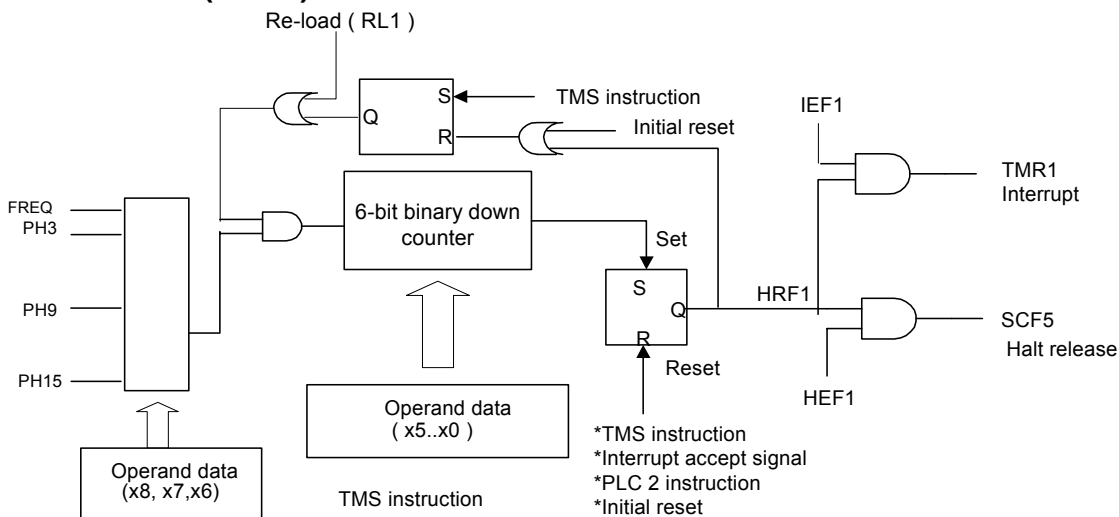 Re-load ( RL1 )
S
TMS instruction
Q
R
Initial reset
IEF1
TMR1
Interrupt
FREQ
PH3
6-bit binary down
counter
Set
S
Q
HRF1
PH9
SCF5
Halt release
R
Reset
PH15
HEF1
Operand data
( x5..x0 )
*TMS instruction
*Interrupt accept signal
*PLC 2 instruction
*Initial reset
Operand data
(x8, x7,x6)
TMS instruction